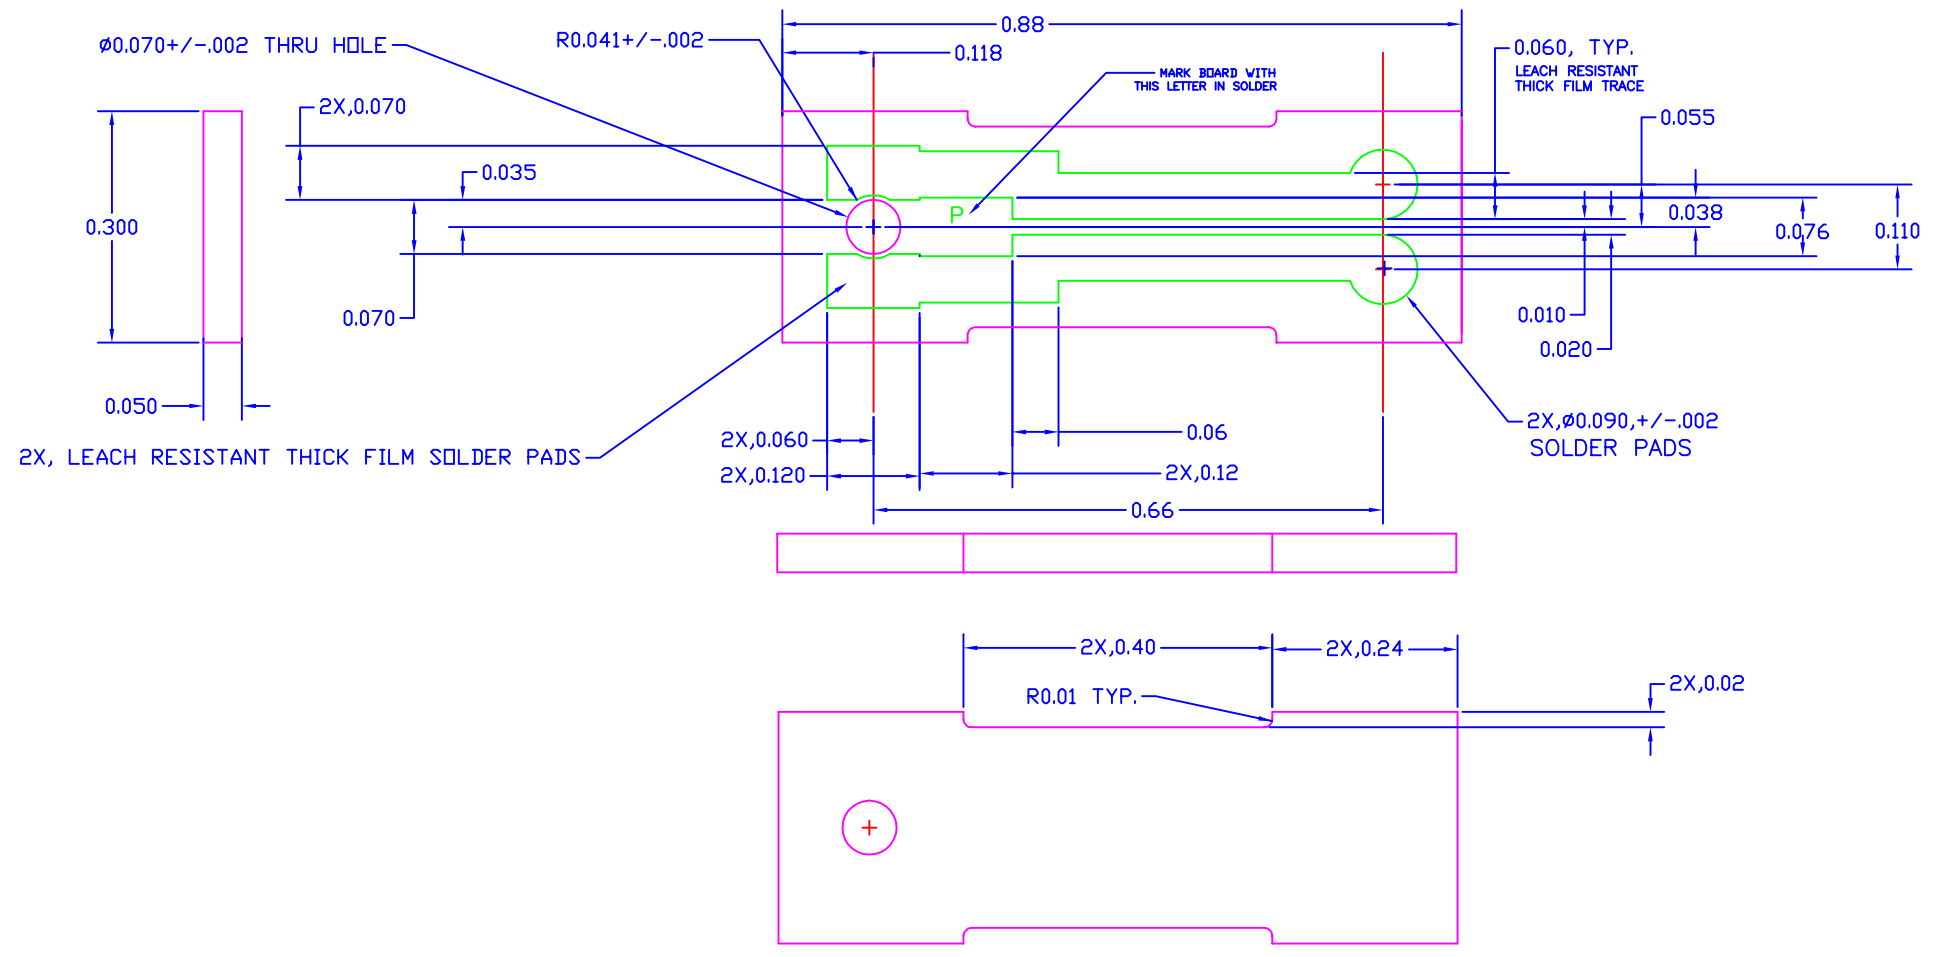 0.88
Ø0.070+/-.002 THRU HOLE
R0.041+/-.002
0.118
0.060, TYP.
LEACH RESISTANT
THICK FILM TRACE
MARK BOARD WITH
THIS LETTER IN SOLDER
2X,0.070
0.055
0.035
P
0.038
0.300
0.076
0.110
0.070
0.010
0.020
0.050
2X,Ø0.090,+/-.002
SOLDER PADS
2X, LEACH RESISTANT THICK FILM SOLDER PADS
2X,0.060
0.06
2X,0.120
2X,0.12
0.66
2X,0.40
2X,0.24
R0.01 TYP.
2X,0.02